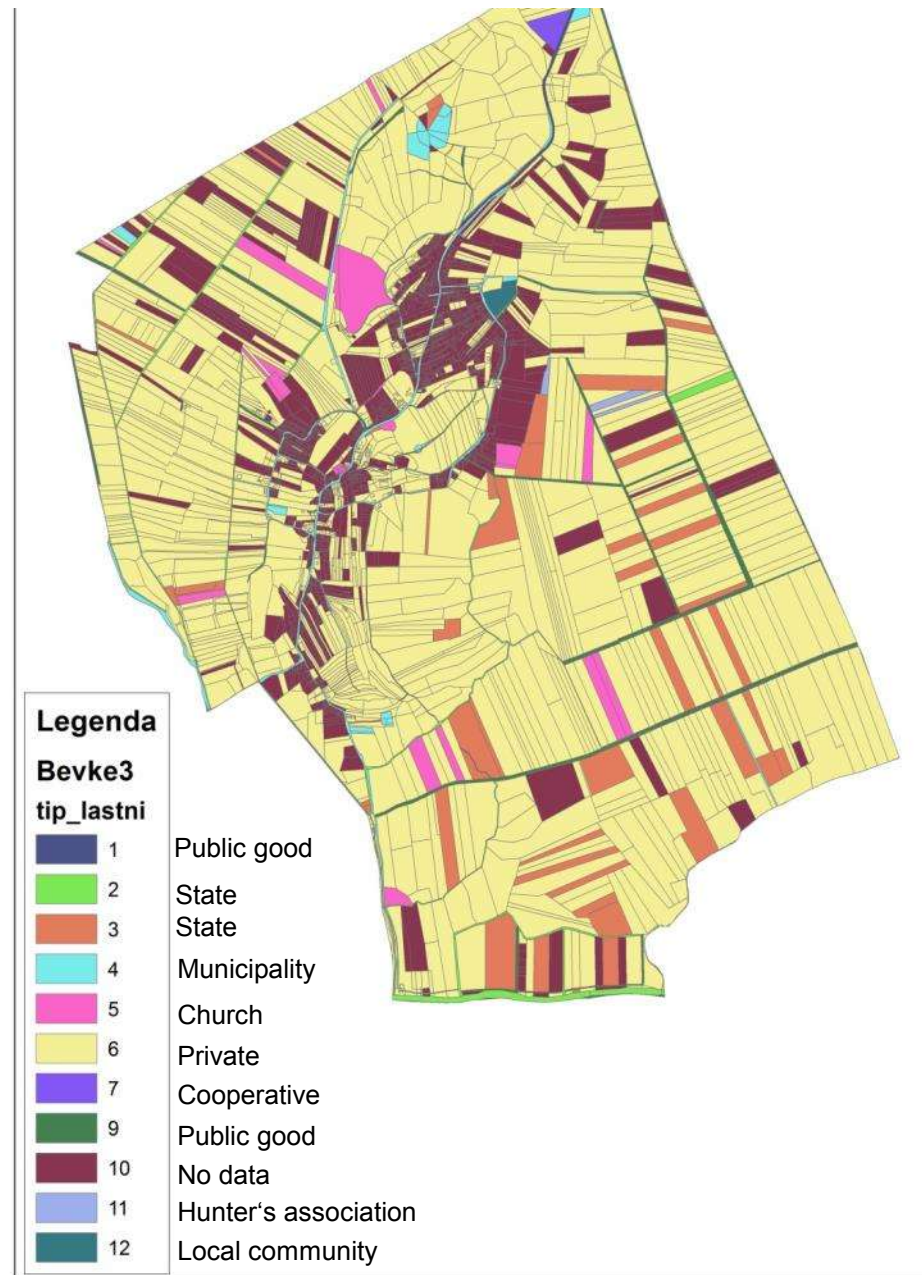 Legenda
Bevke3
tip_lastni
1 Public good
2 State
3 State
4 Municipality
5 Church
6 Private
7 Cooperative
9 Public good
10 No data
11 Hunter‘s association
12 Local community